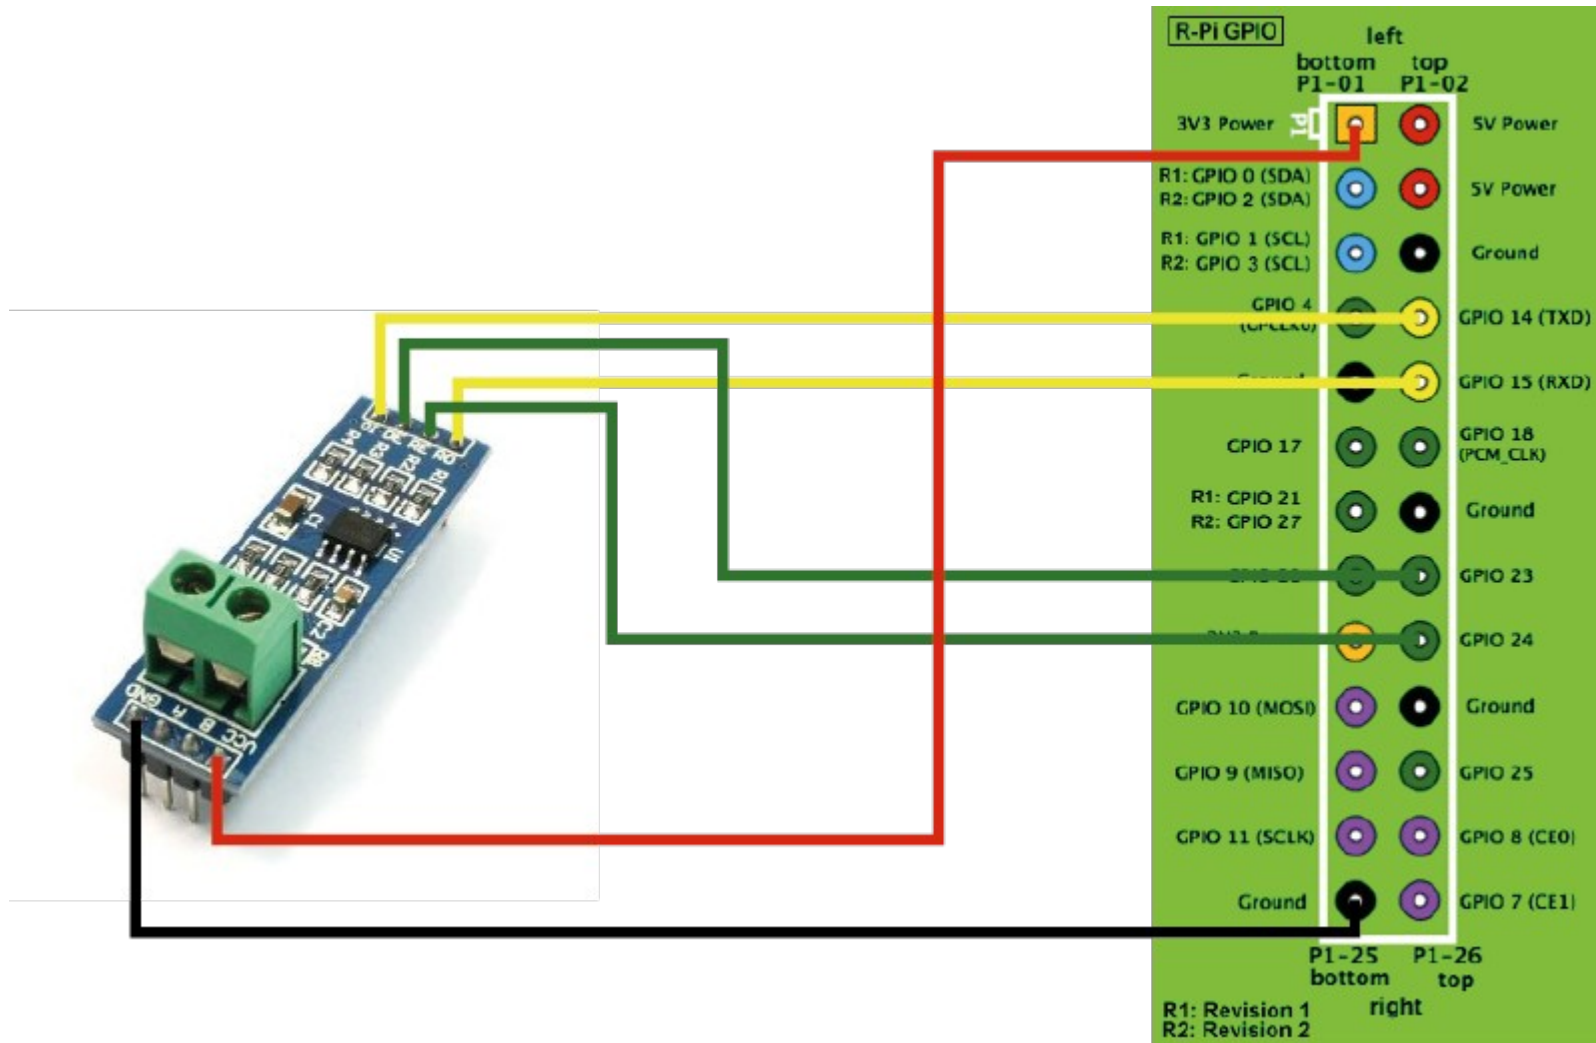 R-Pi GPIO
left
bottom top
P1-01 P1-02
3V3 Power
P1
5V Power
R1: GPIO 0 (SDA)
R2: GPIO 2 (SDA)
5V Power
R1: GPIO 1 (SCL)
R2: GPIO 3 (SCL)
Ground
GPIO 4
(GPCLK0)
GPIO 14 (TXD)
GPIO 15 (RXD)
GPIO 17
GPIO 18
(PCM_CLK)
R1: GPIO 21
R2: GPIO 27
Ground
GPIO 23
GPIO 24
GPIO 10 (MOSI)
Ground
GPIO 9 (MISO)
GPIO 25
GPIO 11 (SCLK)
GPIO 8 (CE0)
Ground
GPIO 7 (CE1)
P1-25 P1-26
bottom top
right
R1: Revision 1
R2: Revision 2
DI DE RE RO
R4 R3 R2 R1
C1
U1
C2
GND A B VCC